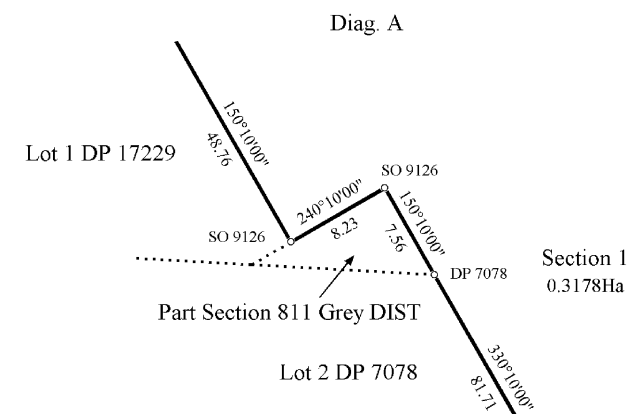 Diag. A
150°10'00"
48.76
Lot 1 DP 17229
SO 9126
240°10'00"
8.23
SO 9126
150°10'00"
7.56
DP 7078
Section 1
0.3178Ha
Part Section 811 Grey DIST
Lot 2 DP 7078
330°10'00"
81.71